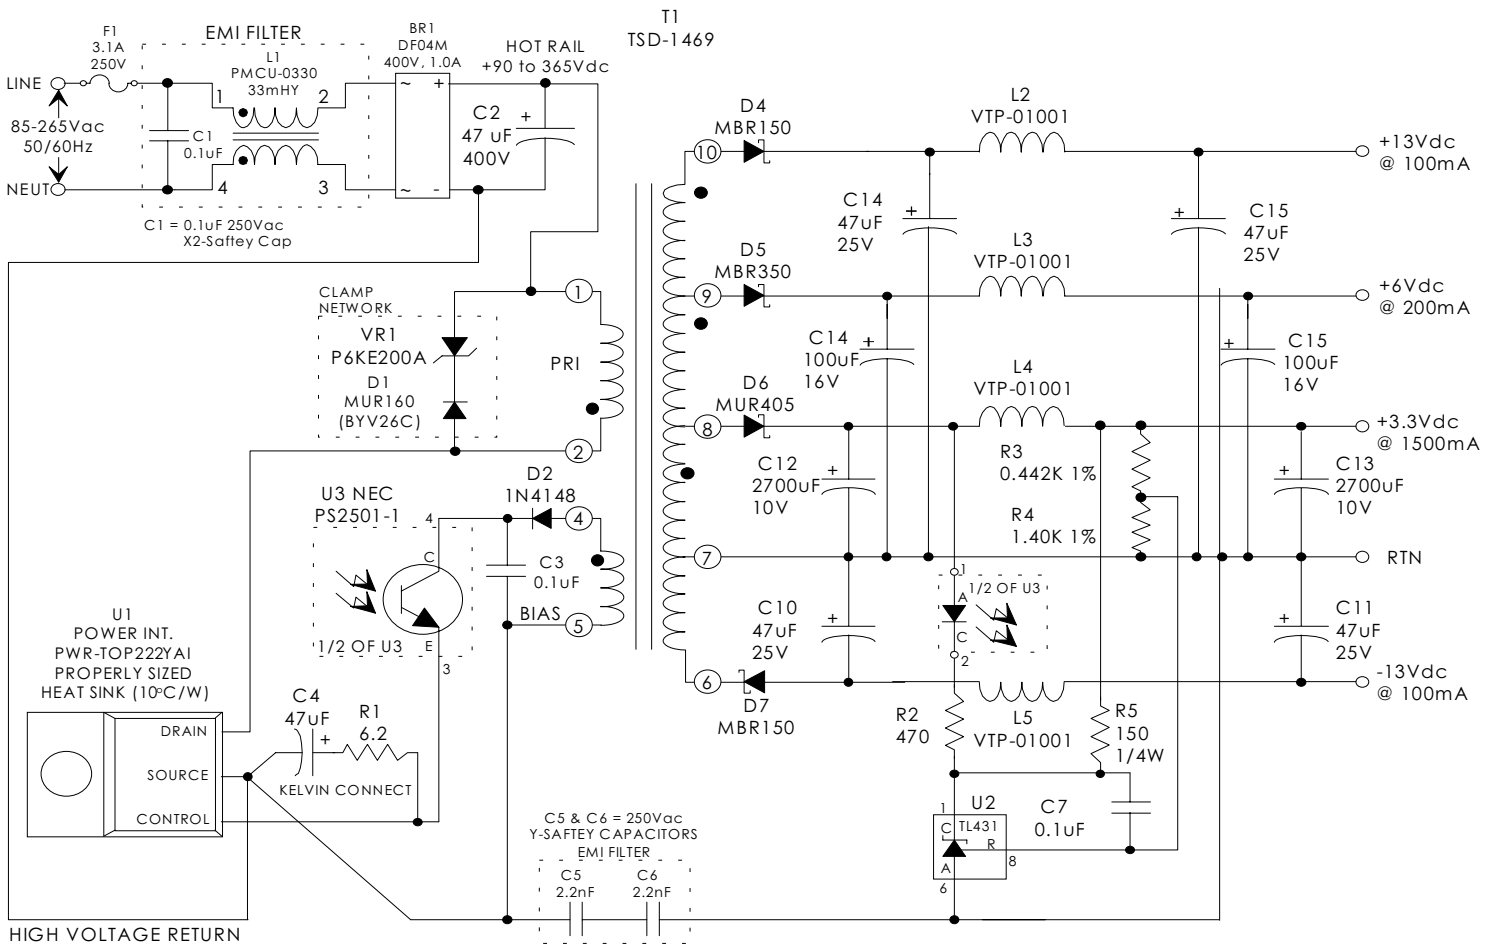 T1
TSD-1469
F1
3.1A
250V
EMI FILTER
L1
PMCU-0330
33mHY
BR1
DF04M
400V, 1.0A
HOT RAIL
+90 to 365Vdc
LINE
1
2
~
+
85-265Vac
50/60Hz
C1
0.1uF
C2
47 uF
400V
+
NEUT
4
3
~
-
C1 = 0.1uF 250Vac
X2-Saftey Cap
D4
MBR150
10
L2
VTP-01001
+13Vdc
@ 100mA
C14
47uF
25V
+
C15
47uF
25V
+
D5
MBR350
9
L3
VTP-01001
+6Vdc
@ 200mA
CLAMP
NETWORK
VR1
P6KE200A
D1
MUR160
(BYV26C)
1
PRI
2
C14
100uF
16V
+
C15
100uF
16V
+
D6
MUR405
8
L4
VTP-01001
+3.3Vdc
@ 1500mA
C12
2700uF
10V
+
R3
0.442K 1%
R4
1.40K 1%
C13
2700uF
10V
+
U3 NEC
PS2501-1
4
C
E
3
1/2 OF U3
D2
1N4148
4
C3
0.1uF
BIAS
5
7
RTN
1
1/2 OF U3
A
C
2
C10
47uF
25V
+
C11
47uF
25V
+
6
D7
MBR150
L5
VTP-01001
-13Vdc
@ 100mA
U1
POWER INT.
PWR-TOP222YAI
PROPERLY SIZED
HEAT SINK (10°C/W)
DRAIN
SOURCE
CONTROL
C4
47uF
+
R1
6.2
KELVIN CONNECT
R2
470
R5
150
1/4W
1
U2
C
TL431
R
A
8
6
C7
0.1uF
C5 & C6 = 250Vac
Y-SAFTEY CAPACITORS
EMI FILTER
C5
2.2nF
C6
2.2nF
HIGH VOLTAGE RETURN